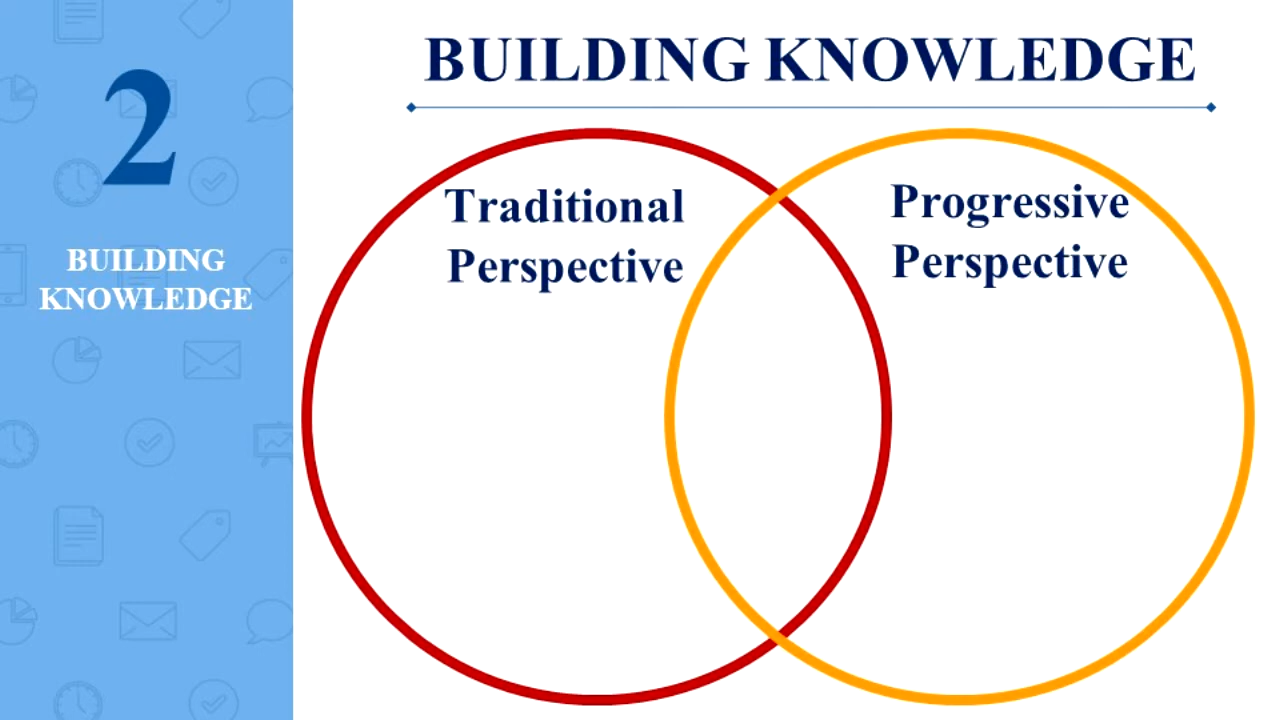 2
BUILDING
KNOWLEDGE
BUILDING KNOWLEDGE
Traditional
Perspective
Progressive
Perspective